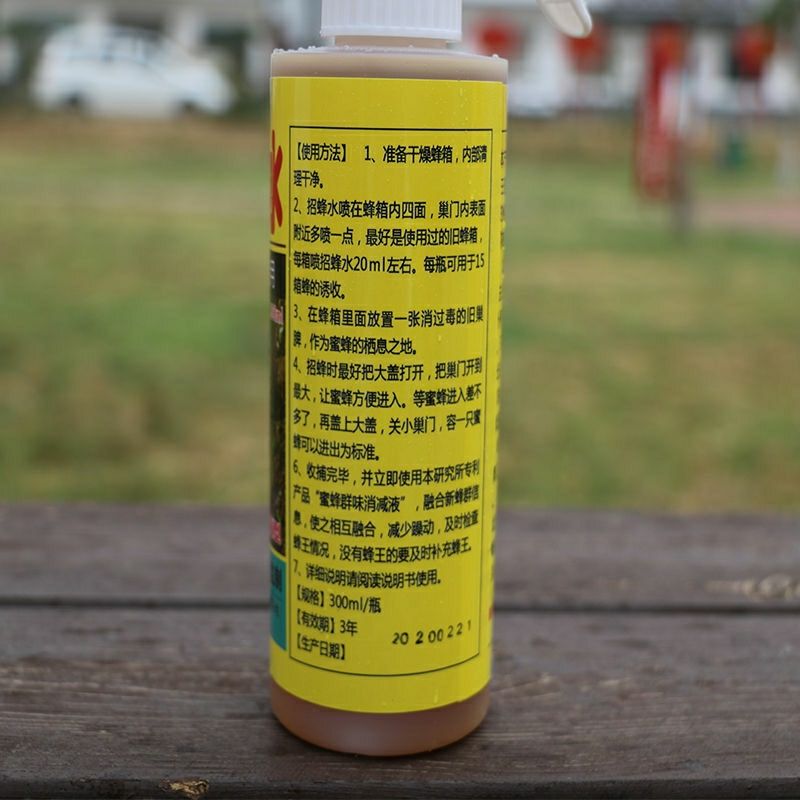 【使用方法】 1、准备干燥蜂箱，内部清
理干净。
2、招蜂水喷在蜂箱内四面，巢门内表面
附近多喷一点，最好是使用过的旧蜂箱，
每箱喷招蜂水20ml左右。每瓶可用于15
箱蜂的诱收。
3、在蜂箱里面放置一张消过毒的旧巢
脾，作为蜜蜂的栖息之地。
4、招蜂时最好把大盖打开，把巢门开到
最大，让蜜蜂方便进入。等蜜蜂进入差不
多了，再盖上大盖，关小巢门，容一只蜜
蜂可以进出为标准。
6、收捕完毕，并立即使用本研究所专利
产品“蜜蜂群味消减液”，融合新蜂群信
息，使之相互融合，减少躁动，及时检查
蜂王情况，没有蜂王的要及时补充蜂王。
7、详细说明请阅读说明书使用。
【规格】300ml/瓶
【有效期】3年
【生产日期】 20200221
水